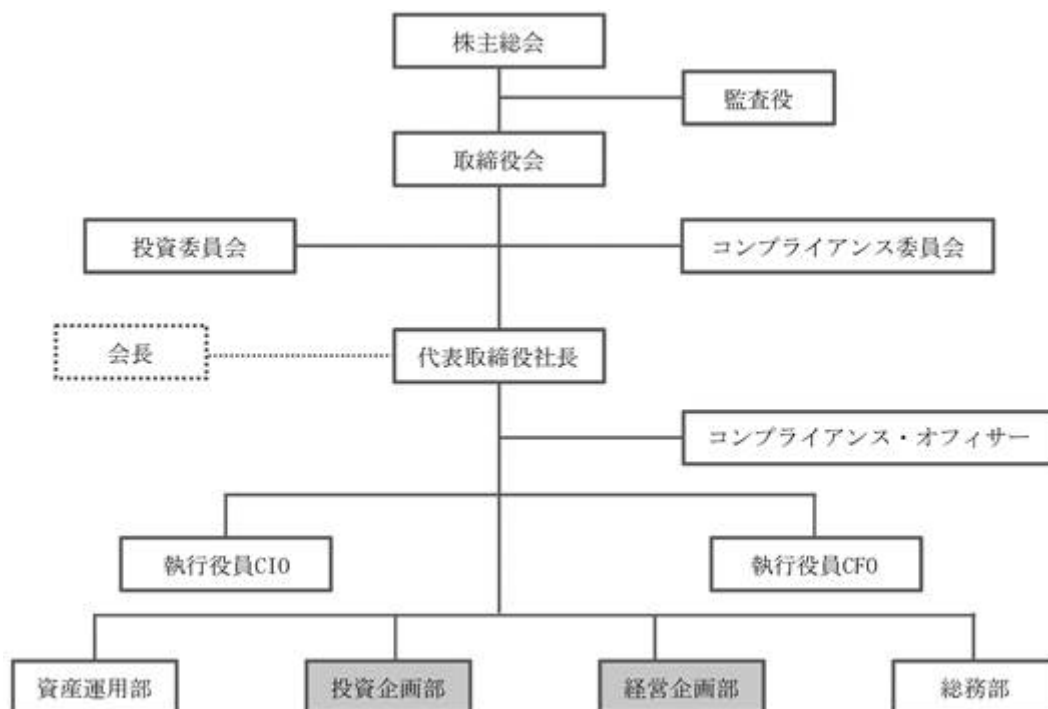 株主総会
監査役
取締役会
投資委員会
コンプライアンス委員会
会長
代表取締役社長
コンプライアンス・オフィサー
執行役員CIO
執行役員CFO
資産運用部
投資企画部
経営企画部
総務部